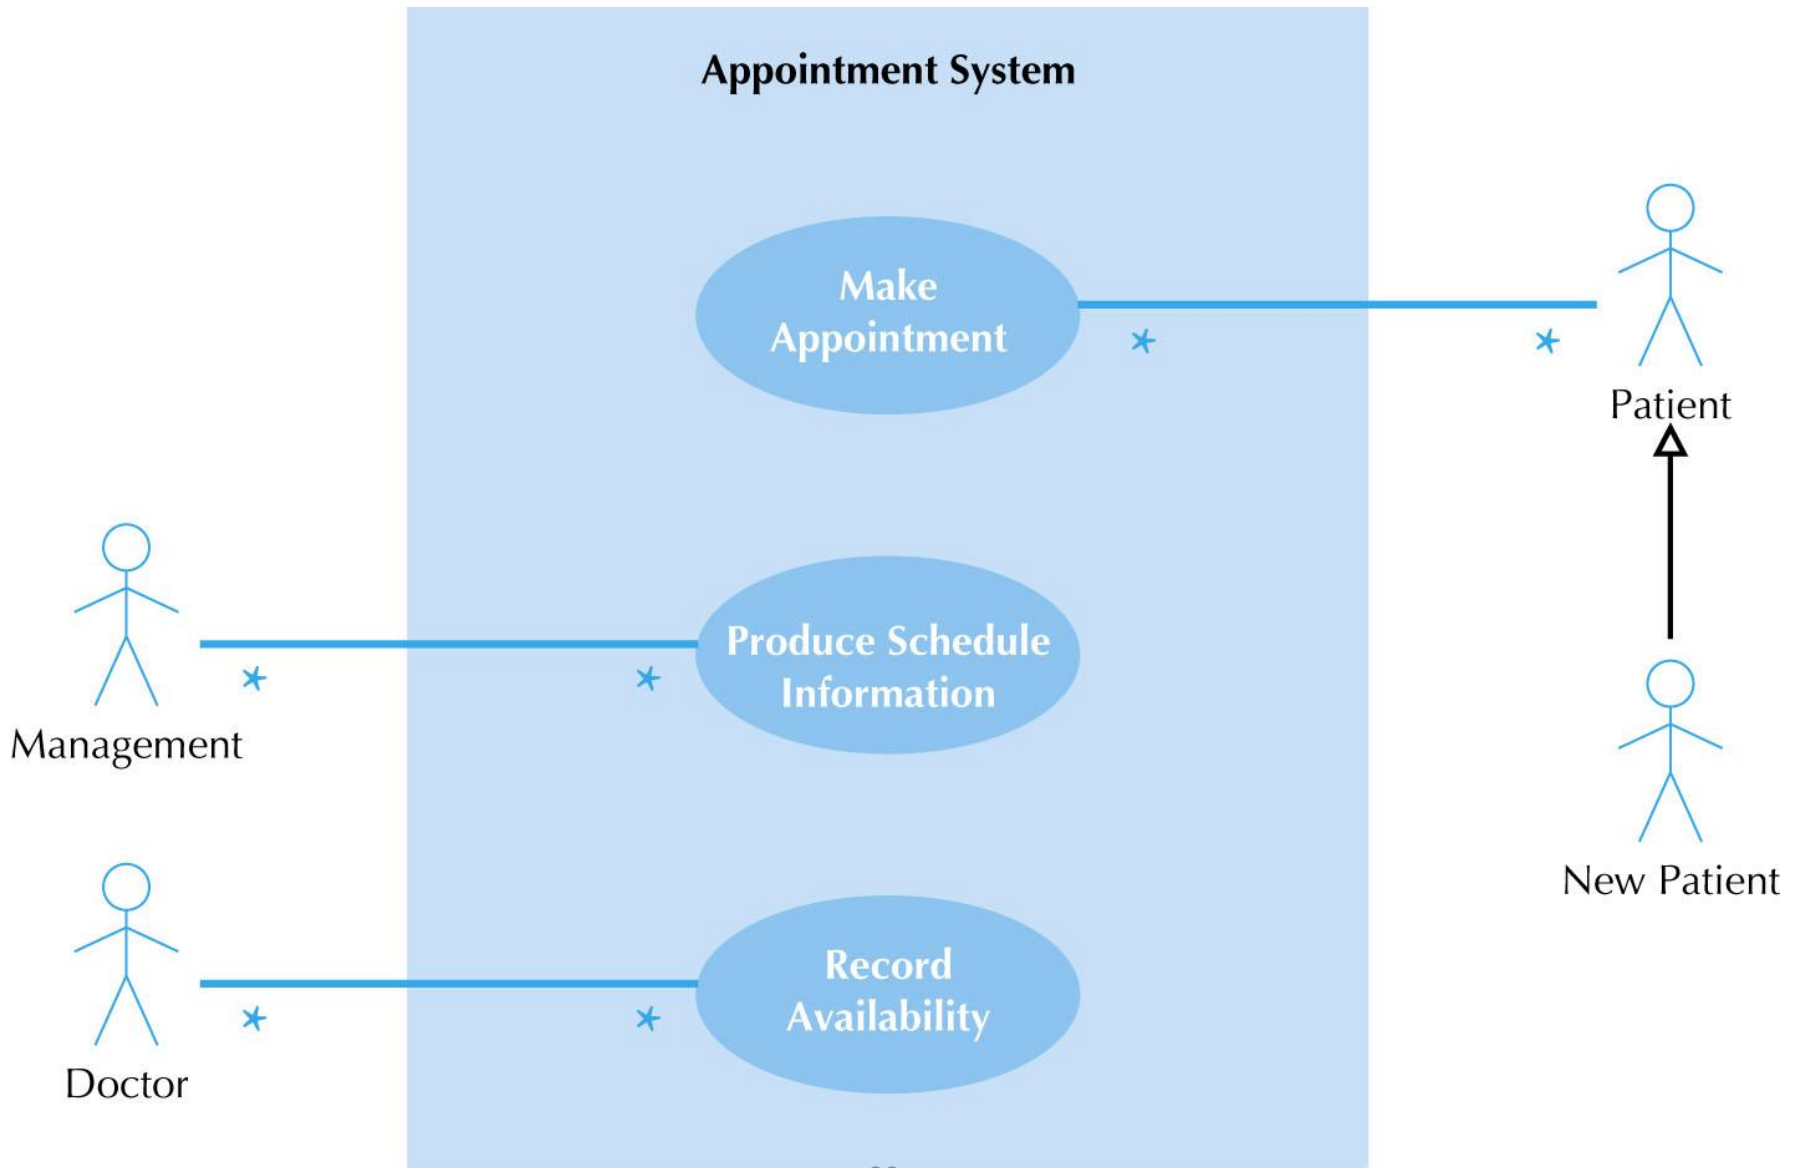 Appointment System
Make
Appointment
*
*
Patient
Produce Schedule
Information
*
*
Management
New Patient
Record
Availability
*
*
Doctor